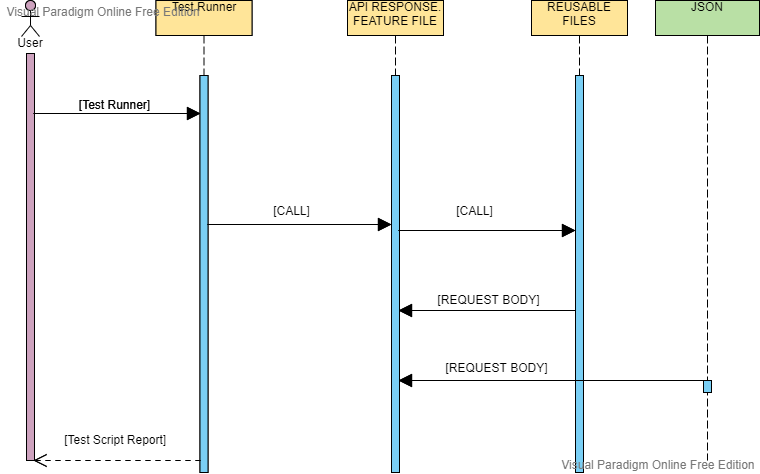 Visual Paradigm Online Free Edition
Test Runner
API RESPONSE
FEATURE FILE
REUSABLE
FILES
JSON
User
[Test Runner]
[CALL]
[CALL]
[REQUEST BODY]
[REQUEST BODY]
[Test Script Report]
Visual Paradigm Online Free Edition